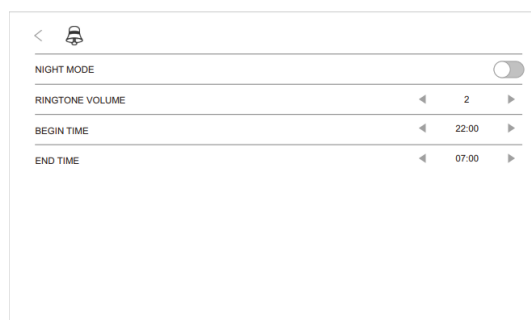 NIGHT MODE
RINGTONE VOLUME 2
BEGIN TIME 22:00
END TIME 07:00